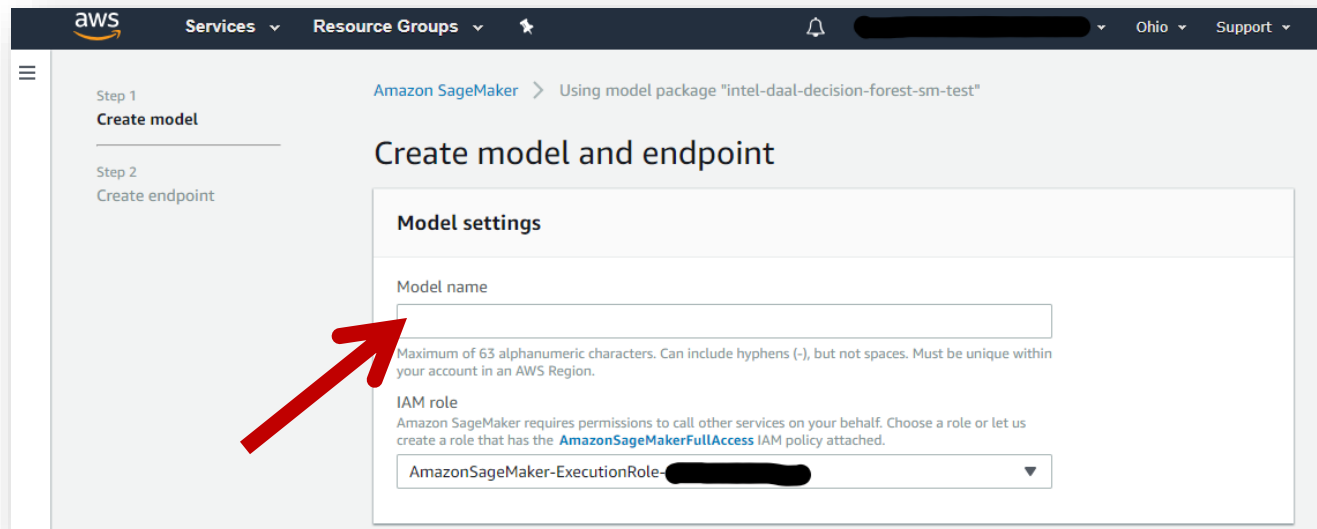 aws
Services
Resource Groups
Ohio
Support
Step 1
Create model
Step 2
Create endpoint
Amazon SageMaker > Using model package "intel-daal-decision-forest-sm-test"
Create model and endpoint
Model settings
Model name
Maximum of 63 alphanumeric characters. Can include hyphens (-), but not spaces. Must be unique within
your account in an AWS Region.
IAM role
Amazon SageMaker requires permissions to call other services on your behalf. Choose a role or let us
create a role that has the AmazonSageMakerFullAccess IAM policy attached.
AmazonSageMaker-ExecutionRole-